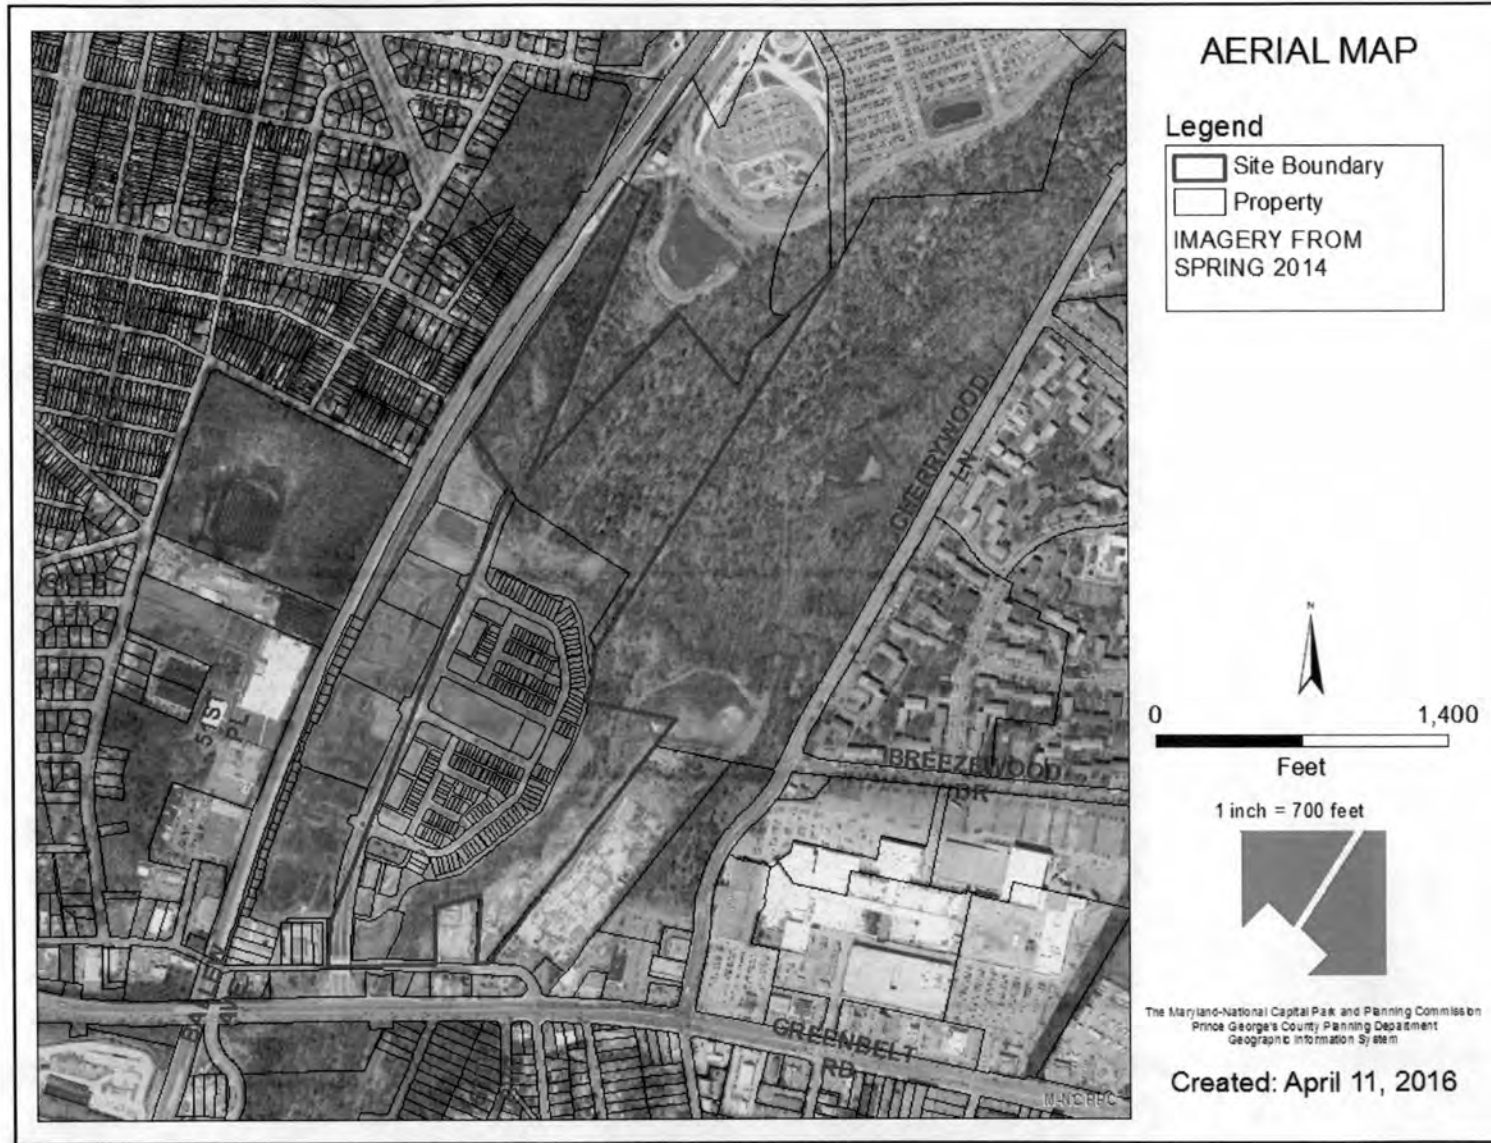 AERIAL MAP
Legend
Site Boundary
Property
IMAGERY FROM
SPRING 2014
CHERRYWOOD
LN
51ST
PL
BREEZEWOOD
DR
GREENBELT
RD
M-NCPPC
N
0 1,400
Feet
1 inch = 700 feet
The Maryland-National Capital Park and Planning Commission
Prince George's County Planning Department
Geographic Information System
Created: April 11, 2016